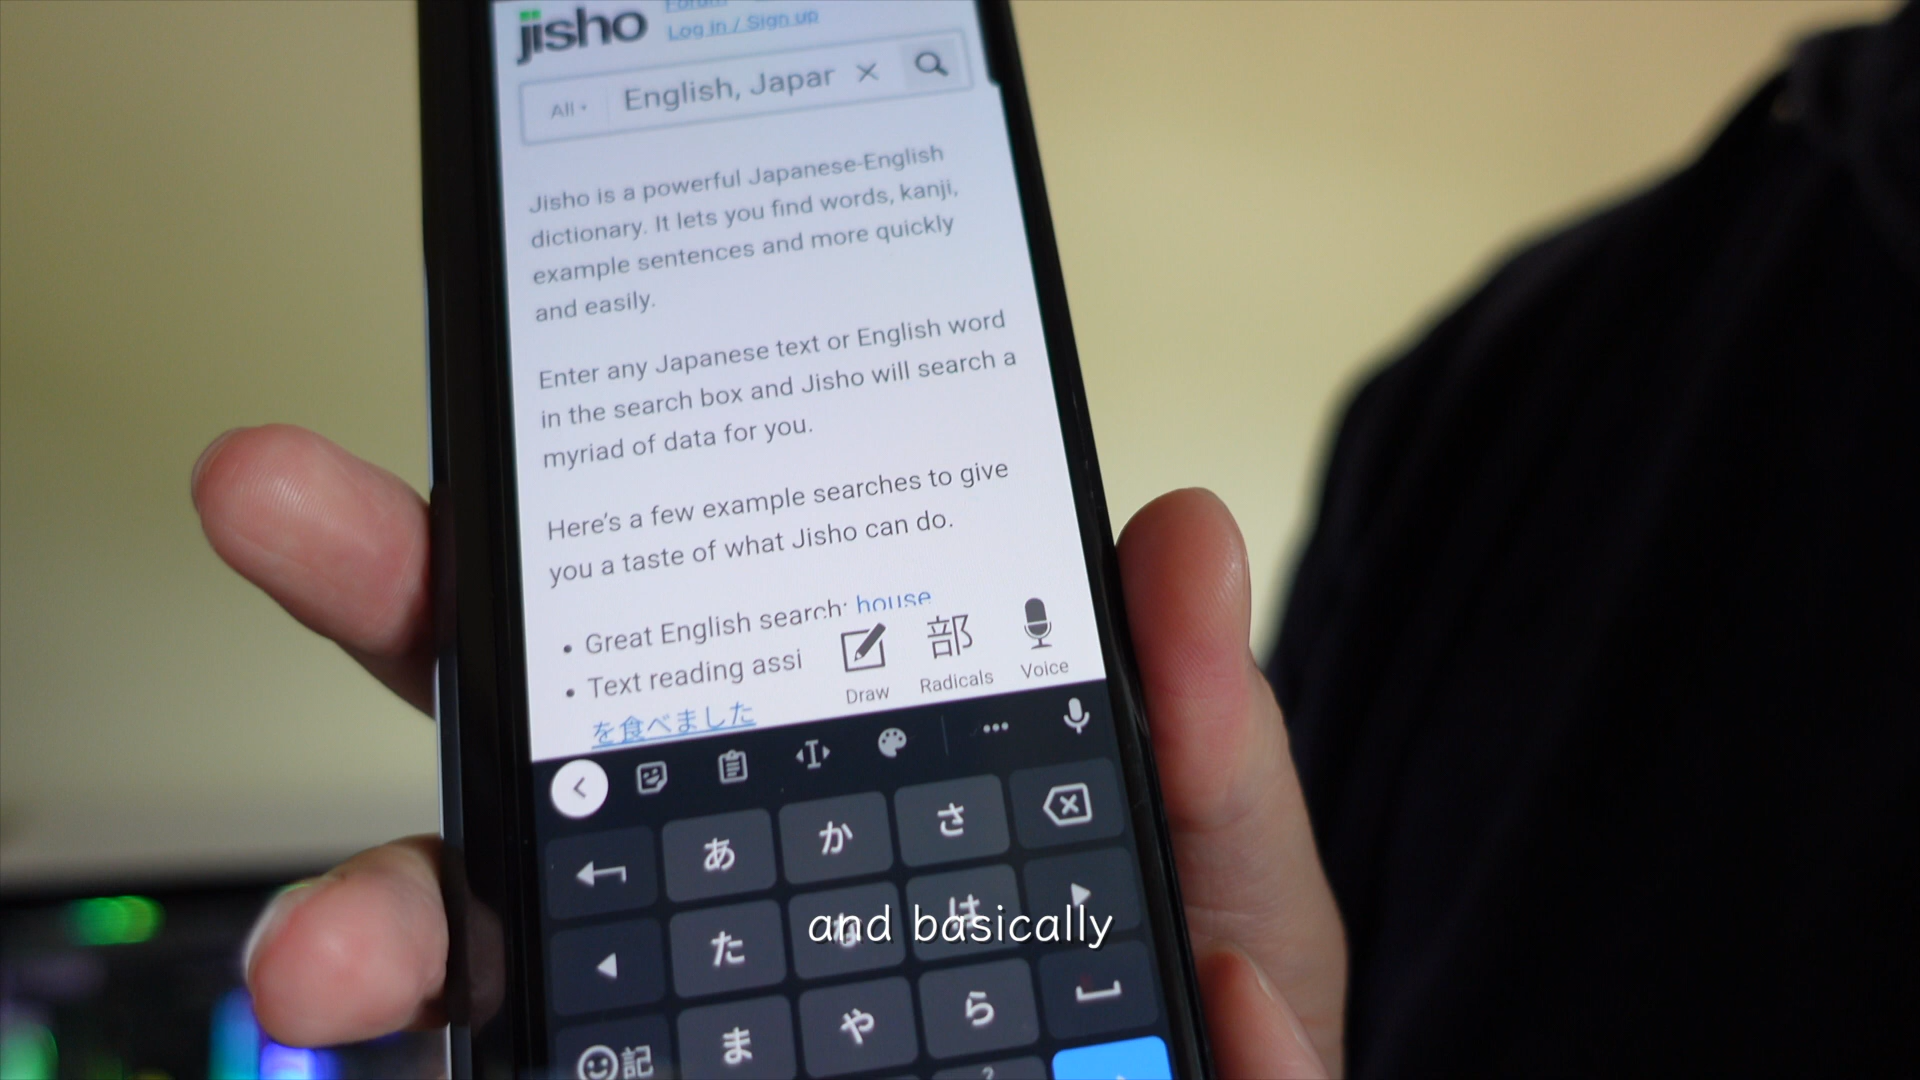 jisho
Forum
Log in / Sign up
All
English, Japar
Jisho is a powerful Japanese-English
dictionary. It lets you find words, kanji,
example sentences and more quickly
and easily.
Enter any Japanese text or English word
in the search box and Jisho will search a
myriad of data for you.
Here's a few example searches to give
you a taste of what Jisho can do.
• Great English search: house
• Text reading assi
を食べました
Draw
Radicals
部
Voice
あ か さ
た な は
and basically
ま や ら
記
?